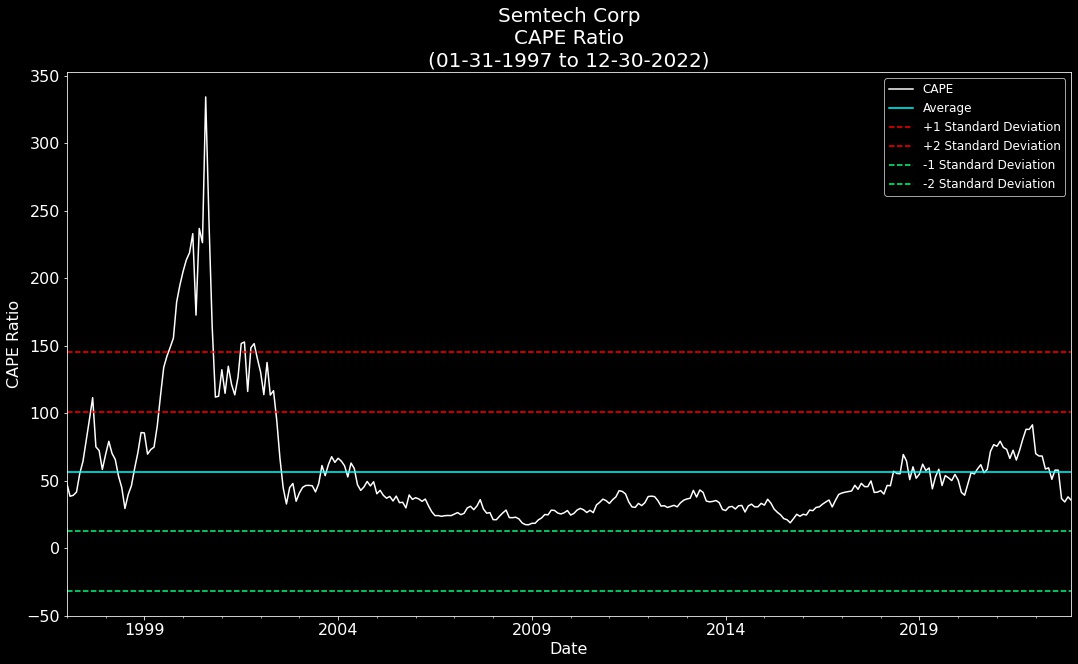 Semtech Corp
CAPE Ratio
(01-31-1997 to 12-30-2022)
CAPE
Average
+1 Standard Deviation
+2 Standard Deviation
-1 Standard Deviation
-2 Standard Deviation
CAPE Ratio
350
300
250
200
150
100
50
0
−50
1999
2004
2009
2014
2019
Date